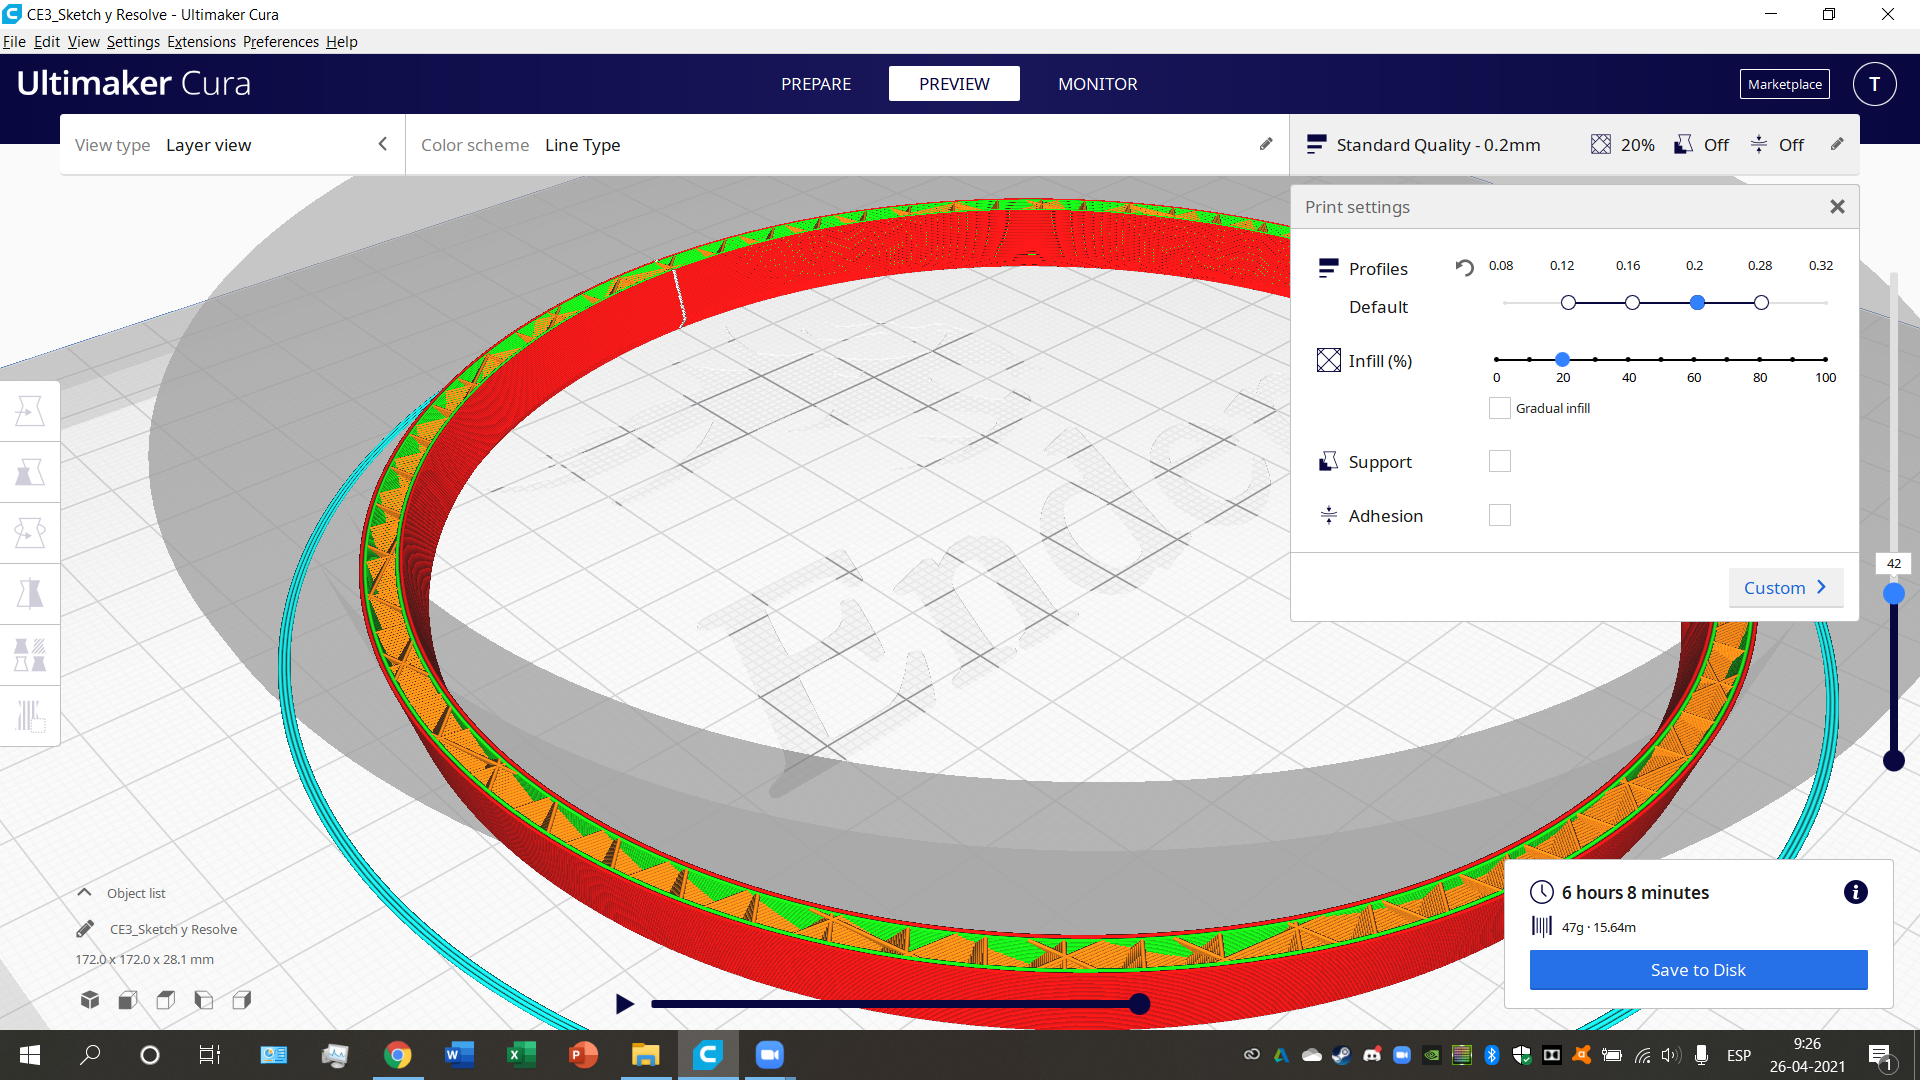 CE3_Sketch y Resolve - Ultimaker Cura
File Edit View Settings Extensions Preferences Help
Ultimaker Cura
PREPARE
PREVIEW
MONITOR
Marketplace
T
View type Layer view
Color scheme Line Type
Standard Quality - 0.2mm
20%
Off
Off
Print settings
Profiles
0.08 0.12 0.16 0.2 0.28 0.32
Default
Infill (%)
0 20 40 60 80 100
Gradual infill
Support
Adhesion
Custom
42
Ender
Object list
CE3_Sketch y Resolve
172.0 x 172.0 x 28.1 mm
6 hours 8 minutes
47g · 15.64m
Save to Disk
ESP
9:26
26-04-2021
1